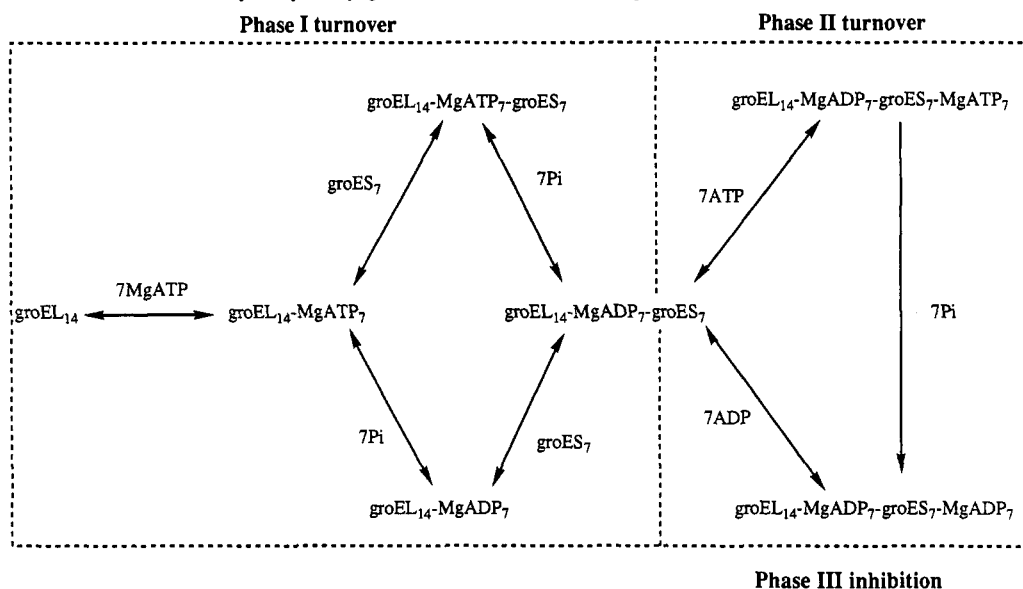 Phase I turnover
Phase II turnover
groEL₁₄-MgATP₇-groES₇
groEL₁₄-MgADP₇-groES₇-MgATP₇
groES₇
7Pi
7ATP
7MgATP
groEL₁₄
groEL₁₄-MgATP₇
groEL₁₄-MgADP₇-groES₇
7Pi
7Pi
groES₇
7ADP
groEL₁₄-MgADP₇
groEL₁₄-MgADP₇-groES₇-MgADP₇
Phase III inhibition